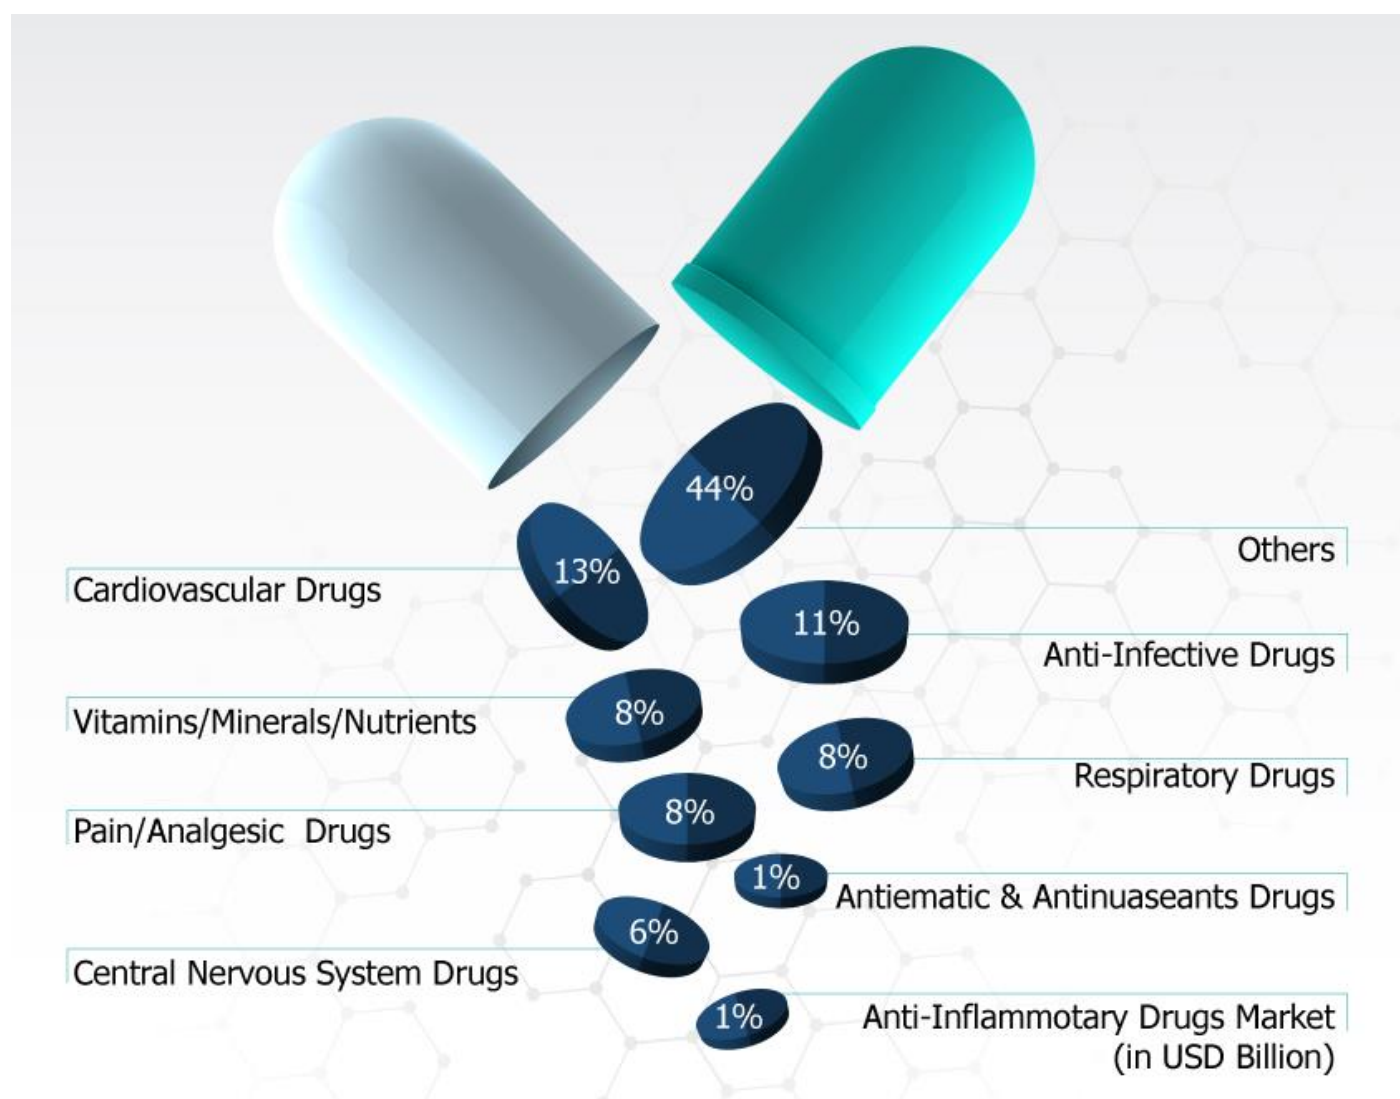 44%
Others
13%
Cardiovascular Drugs
11%
Anti-Infective Drugs
8%
Vitamins/Minerals/Nutrients
8%
Respiratory Drugs
8%
Pain/Analgesic  Drugs
1%
Antiematic & Antinuaseants Drugs
6%
Central Nervous System Drugs
1%
Anti-Inflammotary Drugs Market
(in USD Billion)